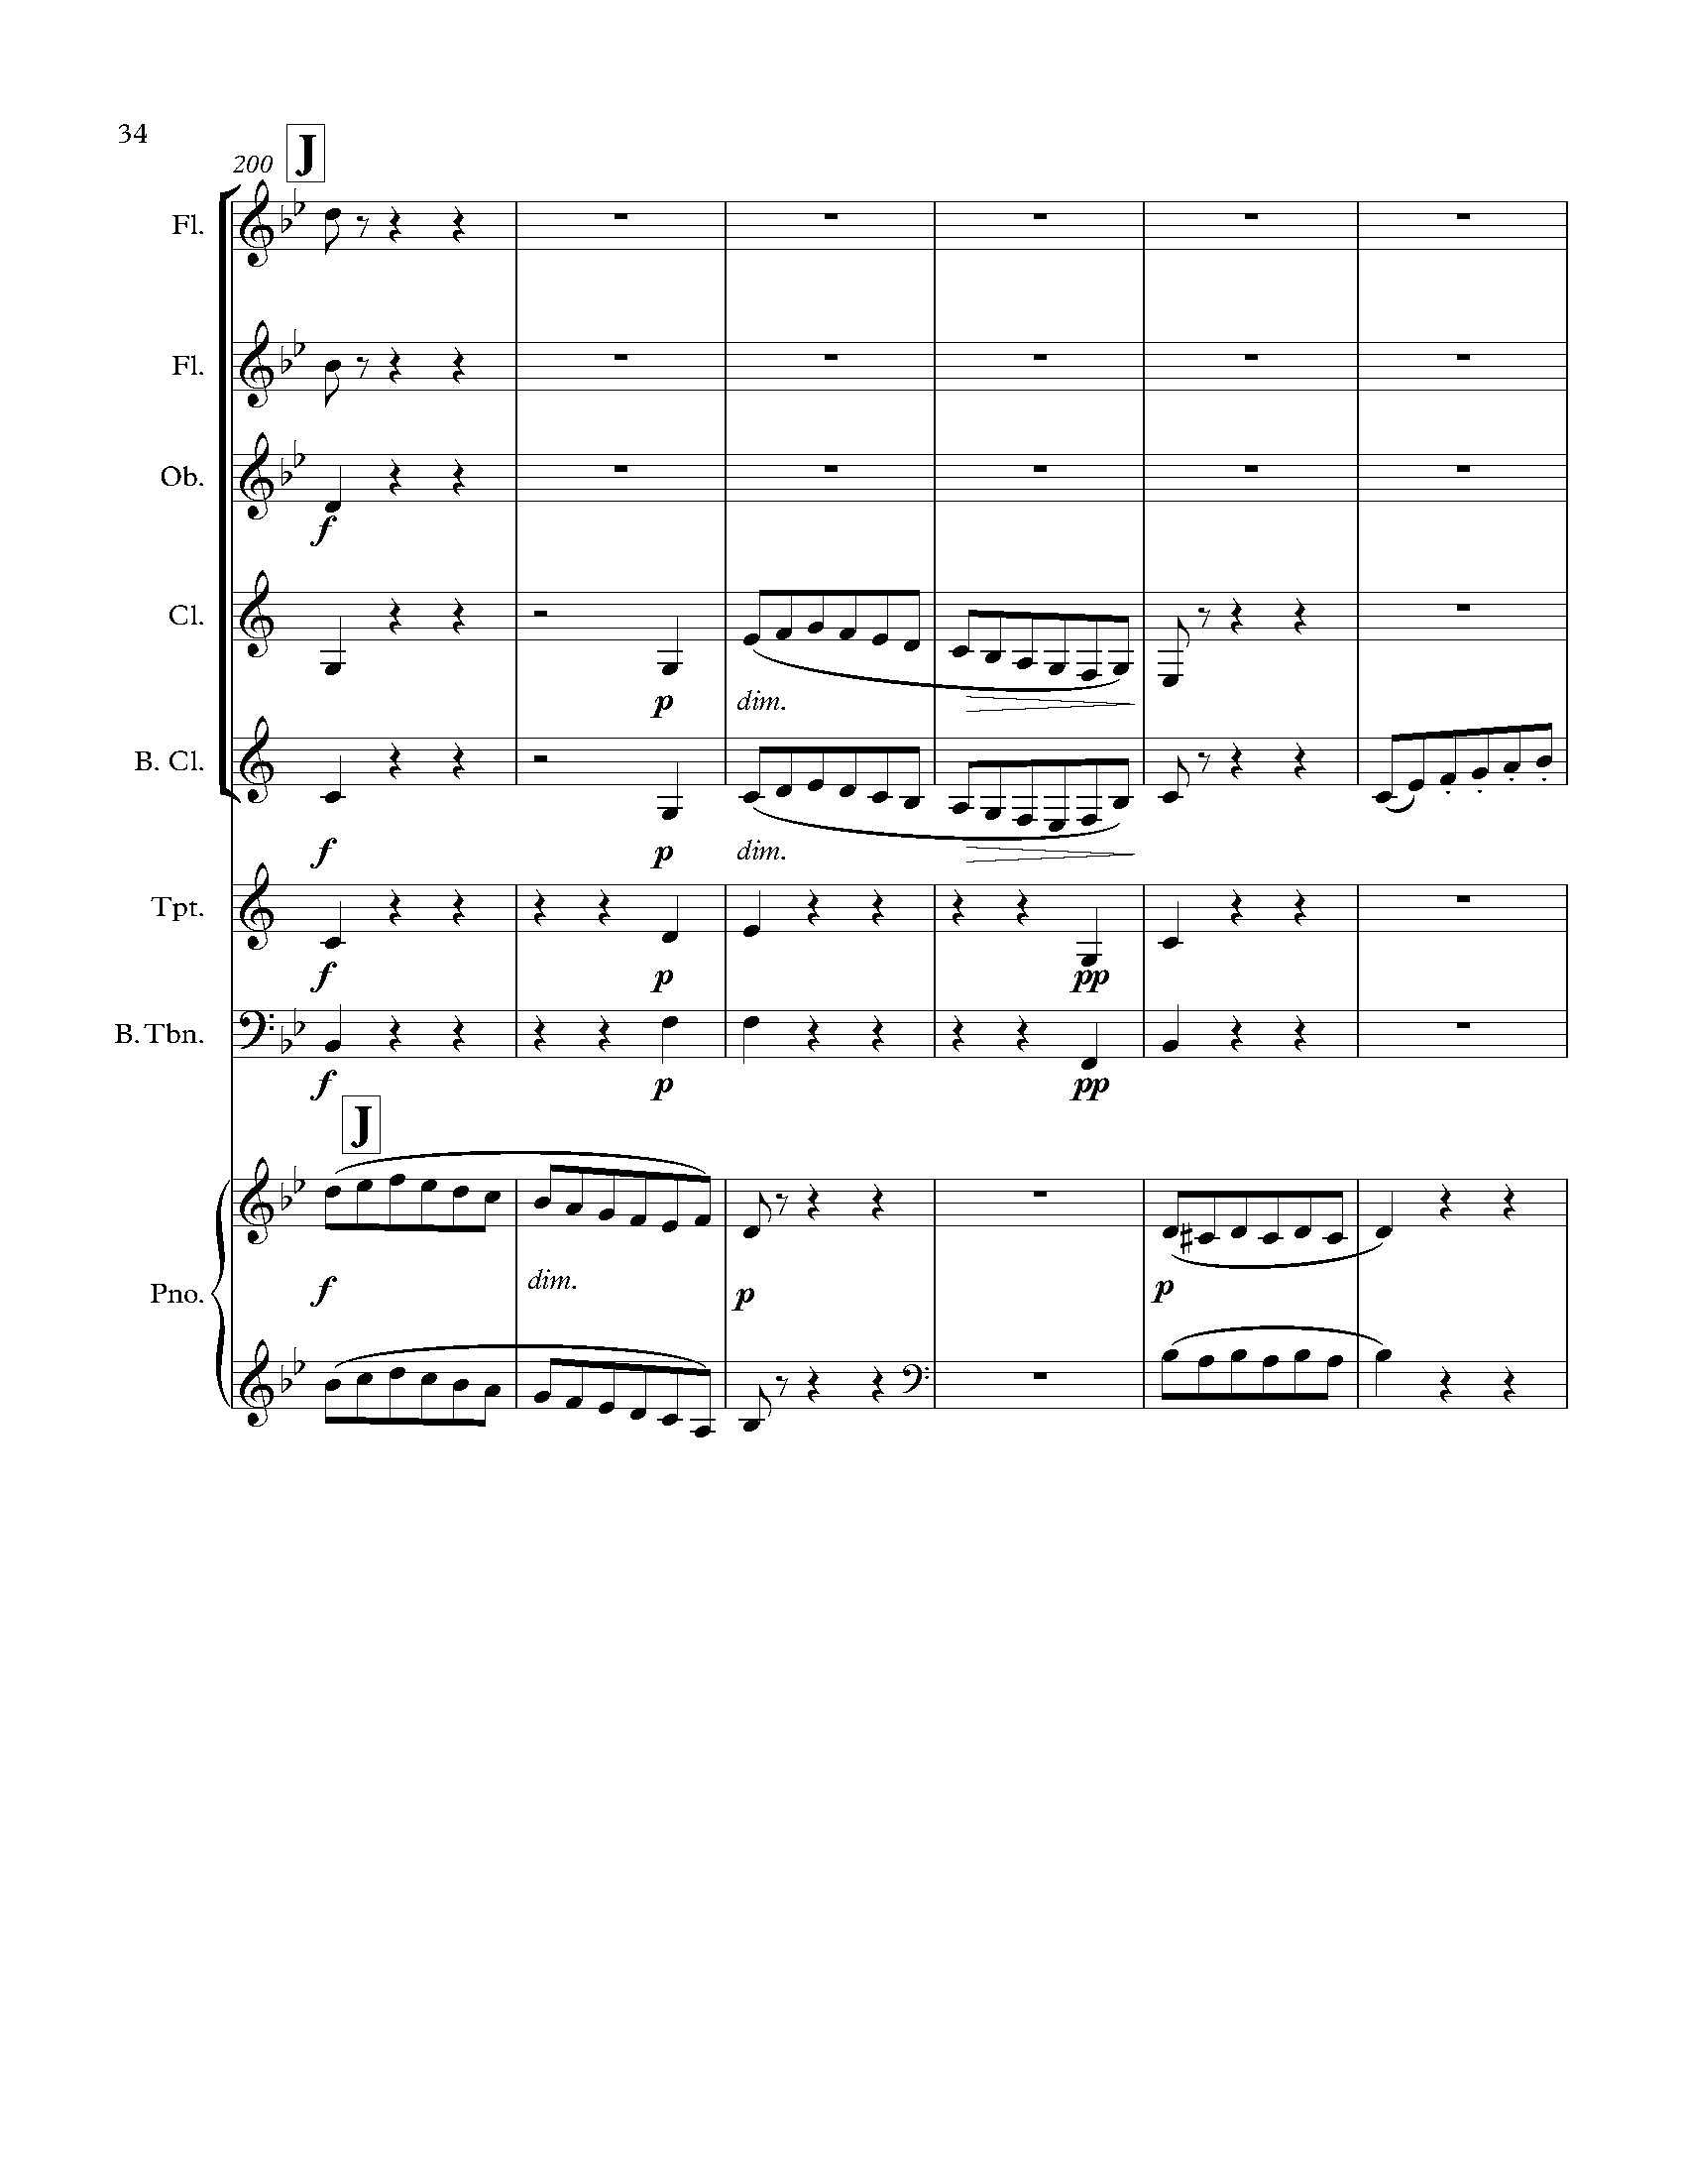 34
200 J
Fl.
Fl.
Ob.
f
Cl.
p dim.
B. Cl.
f p dim.
Tpt.
f p pp
B. Tbn.
f p pp
J
Pno.
f dim. p p